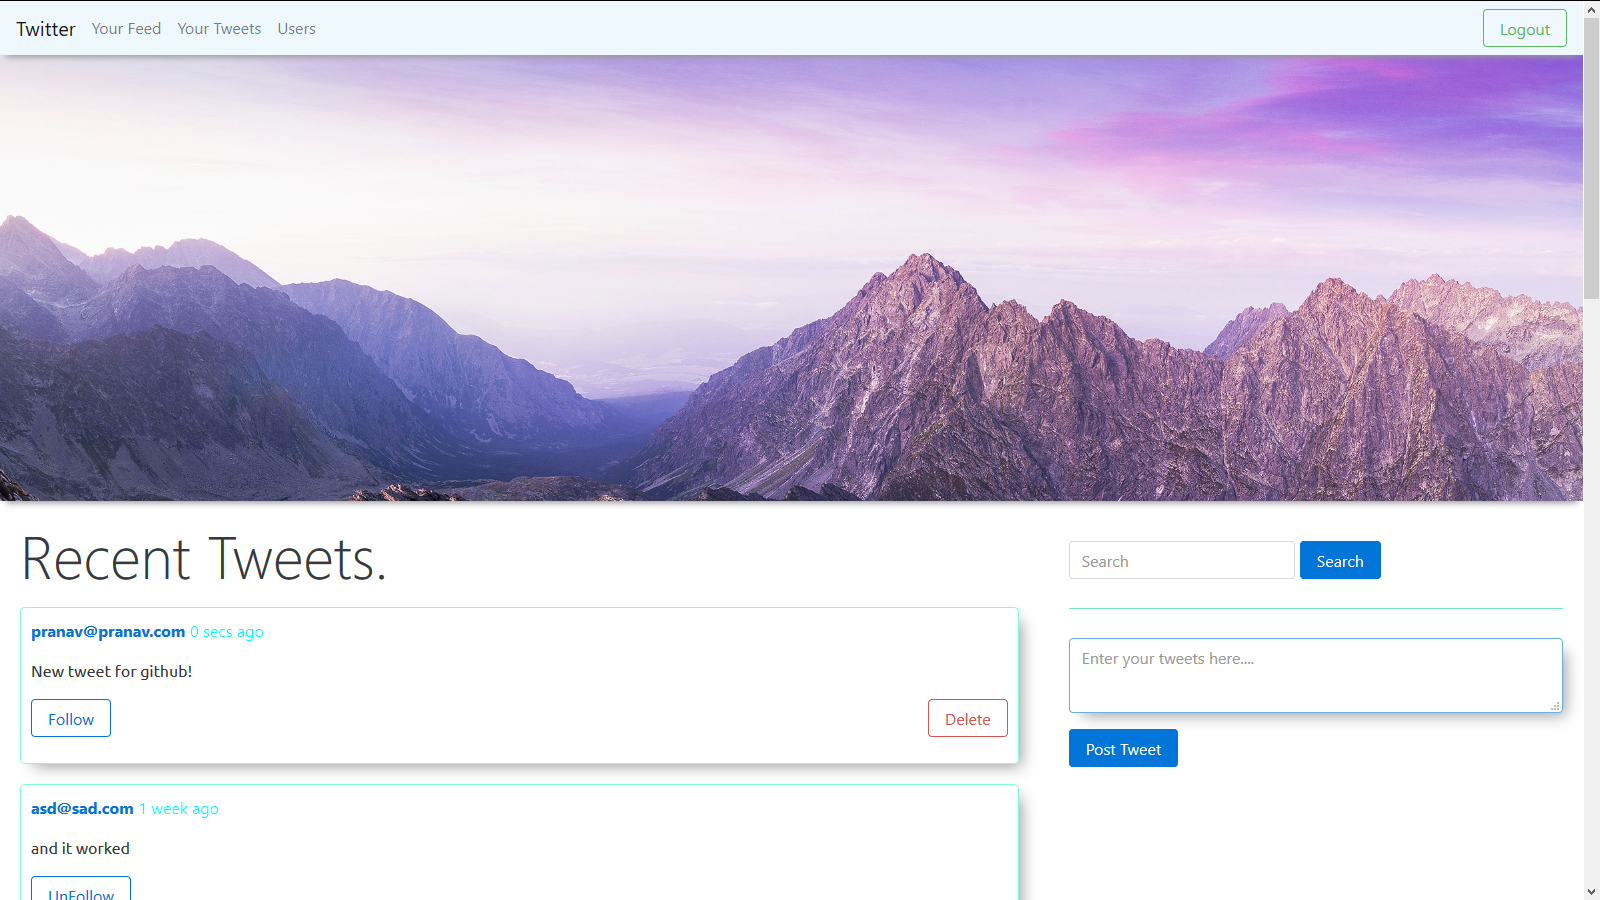 Twitter Your Feed Your Tweets Users Logout
Recent Tweets.
Search Search
pranav@pranav.com 0 secs ago
New tweet for github!
Follow Delete
Enter your tweets here....
Post Tweet
asd@sad.com 1 week ago
and it worked
UnFollow